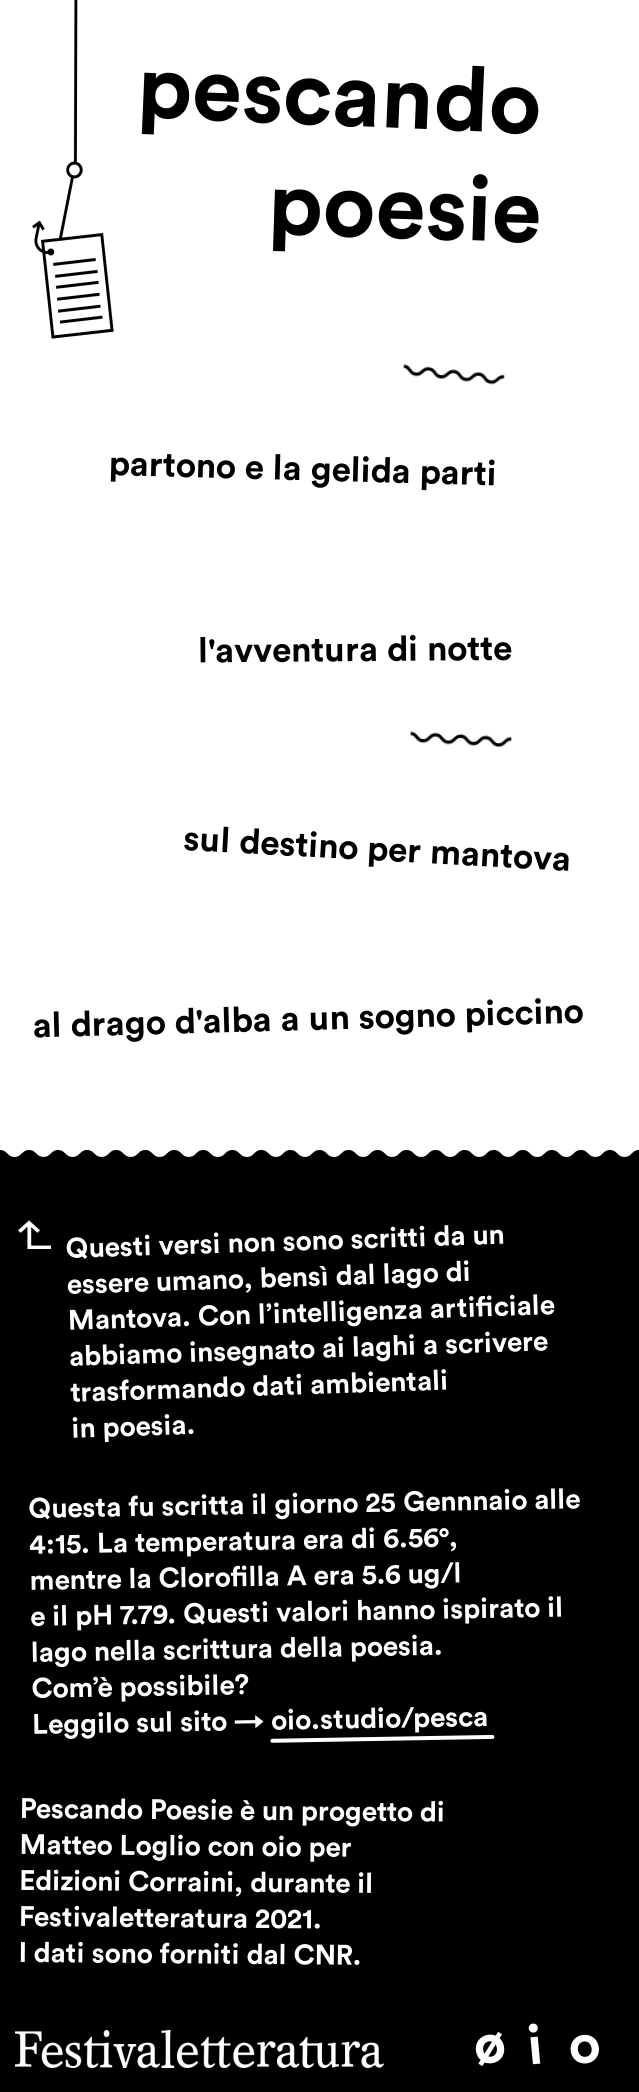 pescando
poesie
partono e la gelida parti
l'avventura di notte
sul destino per mantova
al drago d'alba a un sogno piccino
Questi versi non sono scritti da un
essere umano, bensì dal lago di
Mantova. Con l’intelligenza artificiale
abbiamo insegnato ai laghi a scrivere
trasformando dati ambientali
in poesia.
Questa fu scritta il giorno 25 Gennnaio alle
4:15. La temperatura era di 6.56°,
mentre la Clorofilla A era 5.6 ug/l
e il pH 7.79. Questi valori hanno ispirato il
lago nella scrittura della poesia.
Com’è possibile?
Leggilo sul sito → oio.studio/pesca
Pescando Poesie è un progetto di
Matteo Loglio con oio per
Edizioni Corraini, durante il
Festivaletteratura 2021.
I dati sono forniti dal CNR.
Festivaletteratura
ø i o